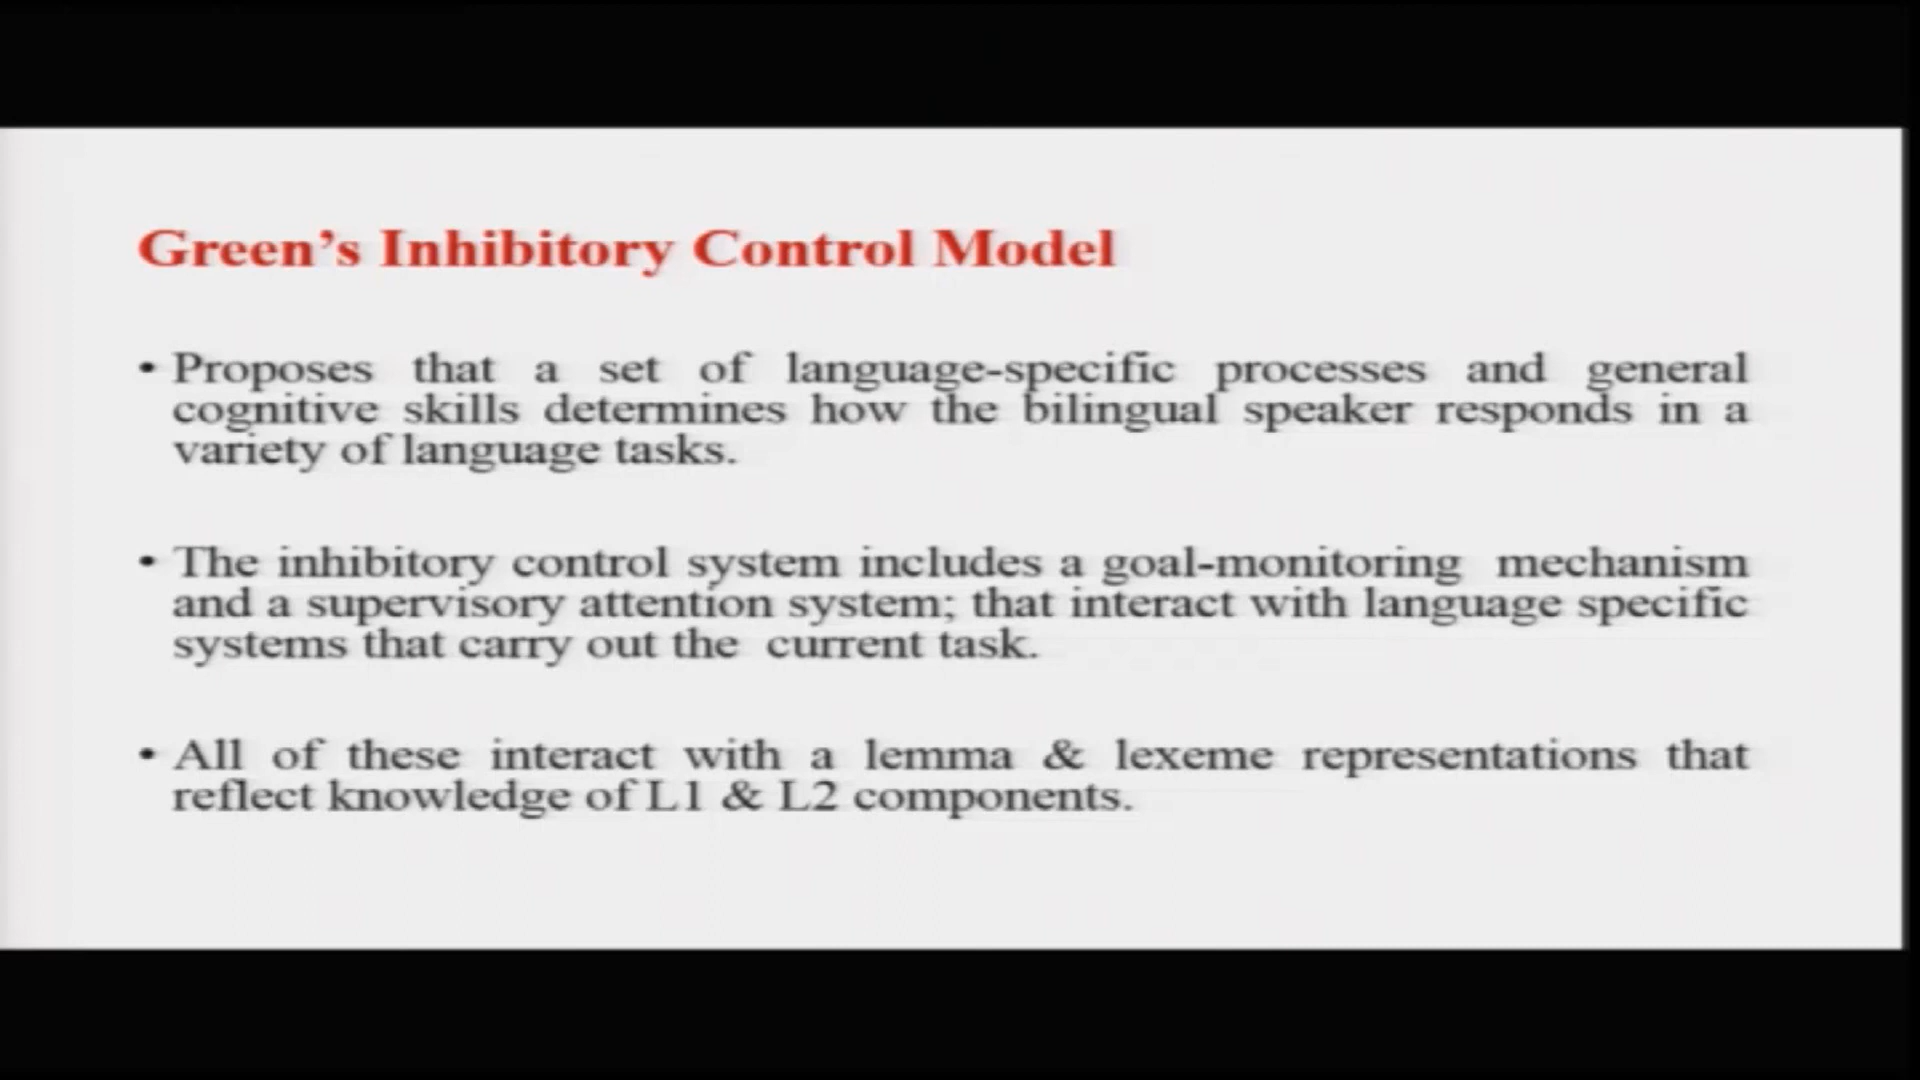 Green’s Inhibitory Control Model
• Proposes that a set of language-specific processes and general
cognitive skills determines how the bilingual speaker responds in a
variety of language tasks.
• The inhibitory control system includes a goal-monitoring mechanism
and a supervisory attention system; that interact with language specific
systems that carry out the current task.
• All of these interact with a lemma & lexeme representations that
reflect knowledge of L1 & L2 components.